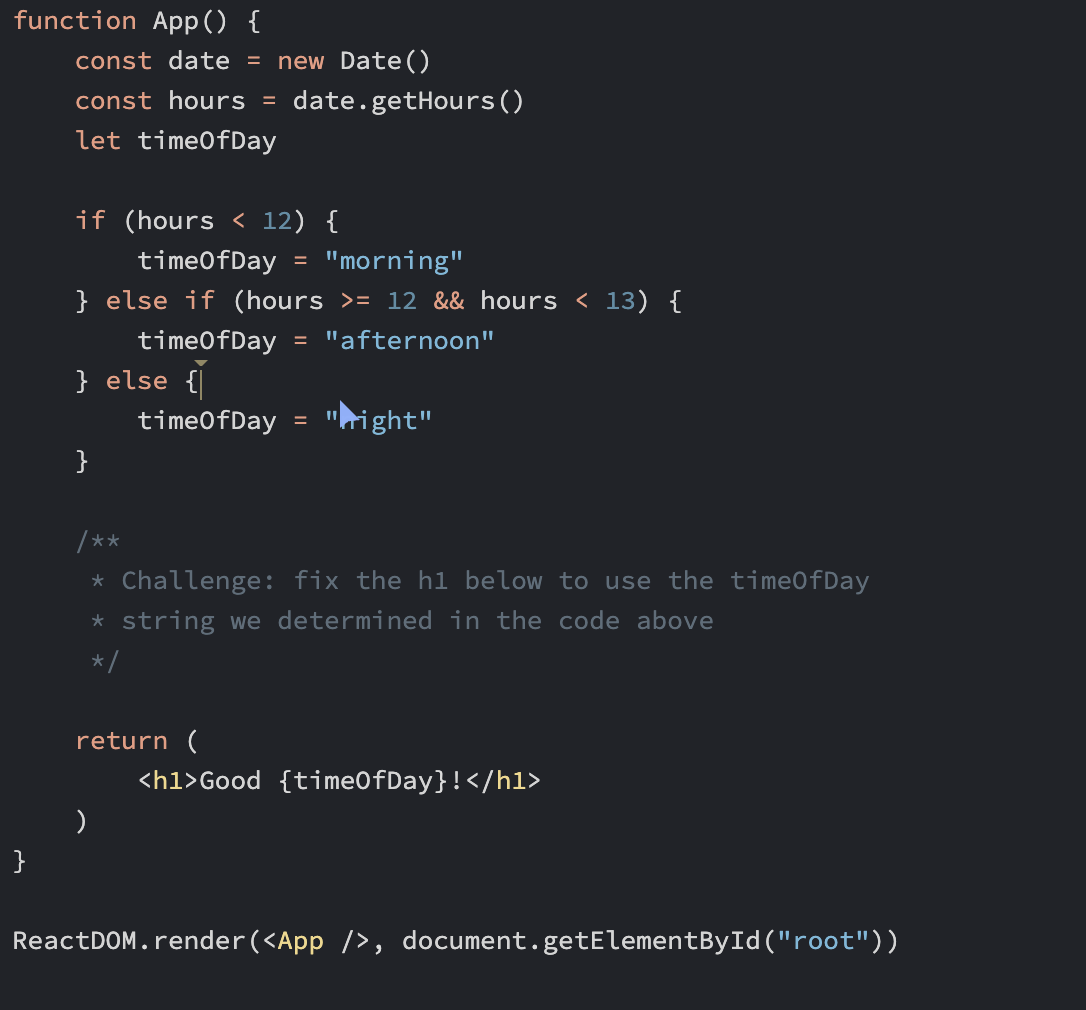 function App() {
    const date = new Date()
    const hours = date.getHours()
    let timeOfDay

    if (hours < 12) {
        timeOfDay = "morning"
    } else if (hours >= 12 && hours < 13) {
        timeOfDay = "afternoon"
    } else {
        timeOfDay = "night"
    }

    /**
     * Challenge: fix the h1 below to use the timeOfDay
     * string we determined in the code above
     */

    return (
        <h1>Good {timeOfDay}!</h1>
    )
}

ReactDOM.render(<App />, document.getElementById("root"))